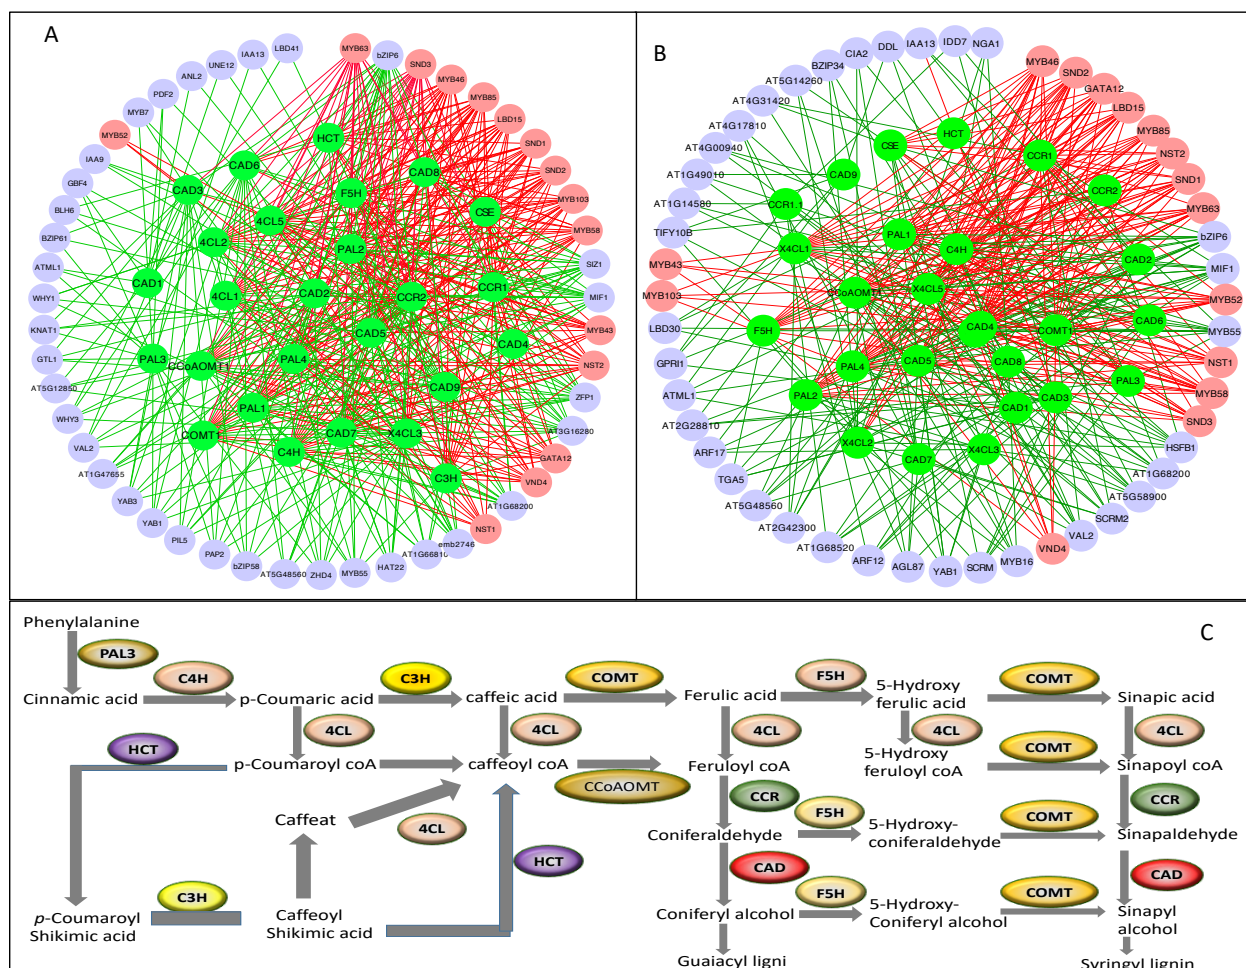 A
MYB63
bZIP6
SND3
MYB46
MYB85
LBD15
SND1
SND2
MYB103
MYB58
SIZ1
MIF1
MYB43
NST2
ZFP1
AT3G16280
GATA12
VND4
AT1G68200
NST1
emb2746
AT1G66810
HAT22
MYB55
ZHD4
AT5G48560
bZIP58
PAP2
PIL5
YAB1
YAB3
AT1G47655
VAL2
WHY3
AT5G12850
GTL1
KNAT1
WHY1
ATML1
BZIP61
BLH6
GBF4
IAA9
MYB52
MYB7
PDF2
ANL2
UNE12
IAA13
LBD41
HCT
CAD6
CAD8
CAD3
F5H
4CL5
CSE
4CL2
PAL2
CAD1
4CL1
CAD2
CCR2
CCR1
CAD5
CAD4
PAL3
CCoAOMT1
PAL4
CAD9
PAL1
COMT1
CAD7
X4CL3
C4H
C3H
B
NGA1
IDD7
IAA13
DDL
CIA2
BZIP34
AT5G14260
AT4G31420
AT4G17810
AT4G00940
AT1G49010
AT1G14580
TIFY10B
MYB43
MYB103
LBD30
GPRI1
ATML1
AT2G28810
ARF17
TGA5
AT5G48560
AT2G42300
AT1G68520
ARF12
AGL87
YAB1
SCRM
MYB16
VND4
VAL2
SCRM2
AT5G58900
AT1G68200
HSFB1
SND3
MYB58
NST1
MYB55
MYB52
MIF1
bZIP6
MYB63
SND1
NST2
MYB85
LBD15
GATA12
SND2
MYB46
HCT
CSE
CCR1
CAD9
CCR2
CCR1.1
PAL1
C4H
X4CL1
CAD2
CCoAOMT1
X4CL5
F5H
CAD4
COMT1
CAD6
PAL4
CAD5
CAD8
PAL3
PAL2
CAD1
CAD3
X4CL2
CAD7
X4CL3
C
Phenylalanine
PAL3
C4H
C3H
COMT
F5H
COMT
Cinnamic acid
p-Coumaric acid
caffeic acid
Ferulic acid
5-Hydroxy
ferulic acid
Sinapic acid
4CL
4CL
4CL
4CL
4CL
HCT
COMT
p-Coumaroyl coA
caffeoyl coA
Feruloyl coA
5-Hydroxy
feruloyl coA
Sinapoyl coA
CCoAOMT
CCR
F5H
CCR
Caffeat
4CL
COMT
Coniferaldehyde
5-Hydroxy-
coniferaldehyde
Sinapaldehyde
HCT
CAD
CAD
C3H
F5H
COMT
p-Coumaroyl
Shikimic acid
Caffeoyl
Shikimic acid
Coniferyl alcohol
5-Hydroxy-
Coniferyl alcohol
Sinapyl
alcohol
Guaiacyl ligni
Syringyl lignin